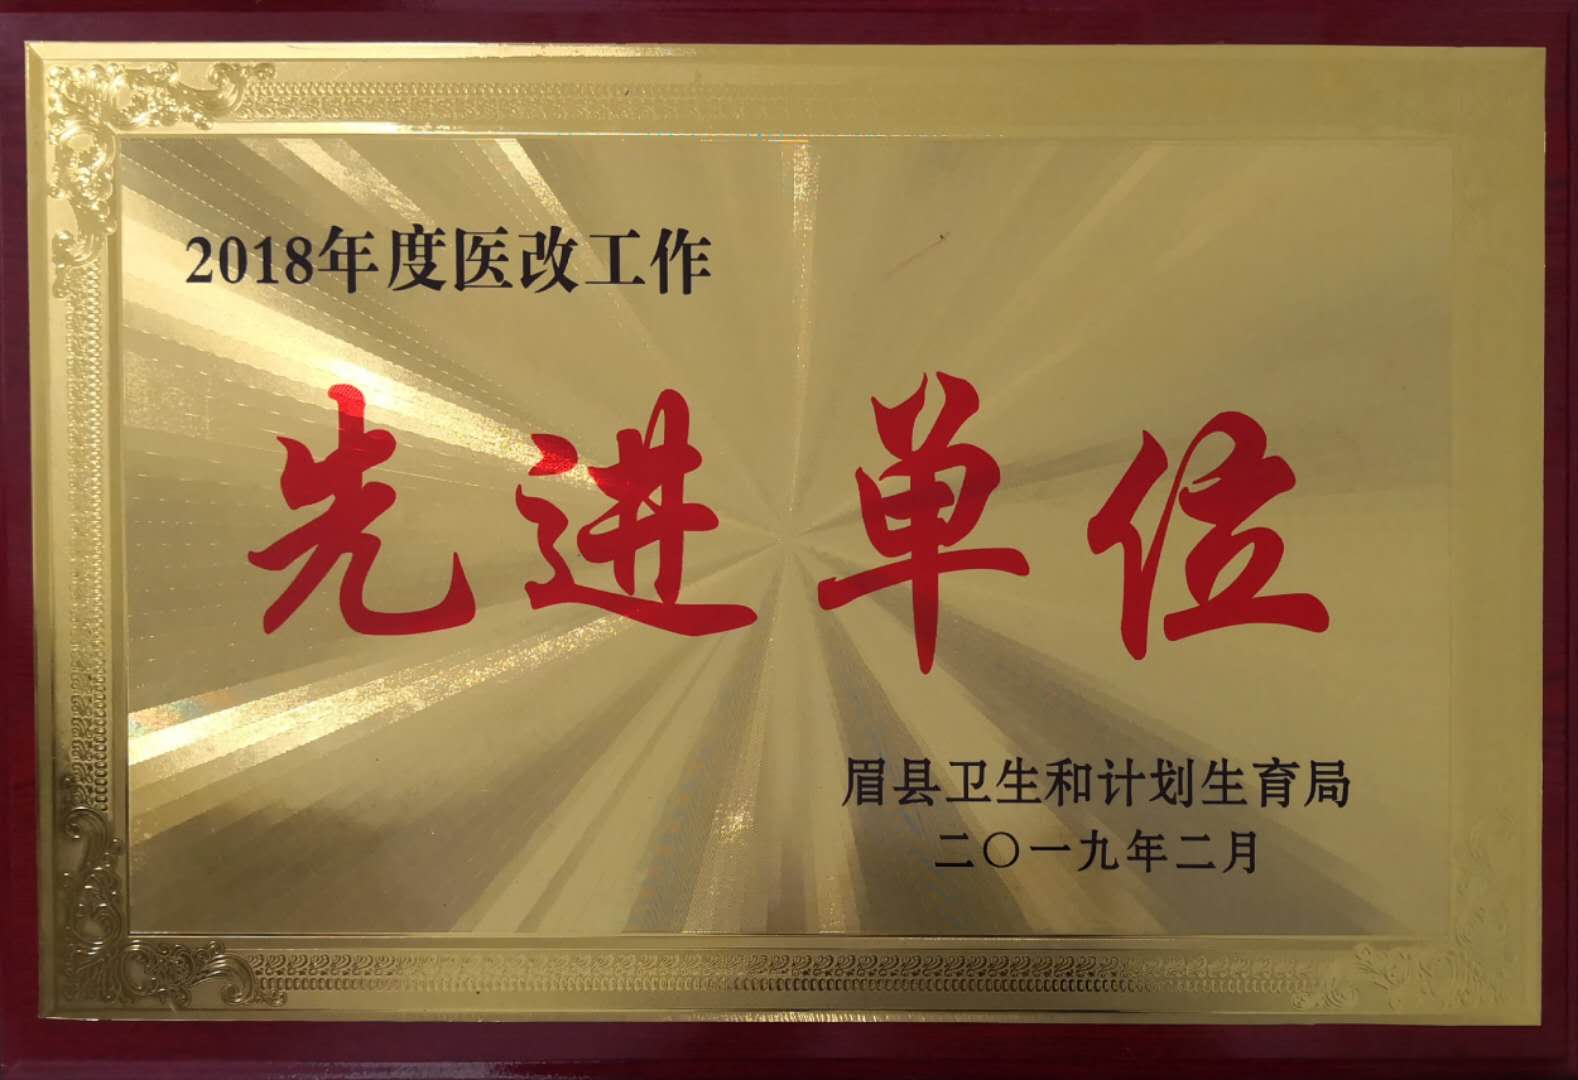 2018年度医改工作
先进单位
眉县卫生和计划生育局
二〇一九年二月